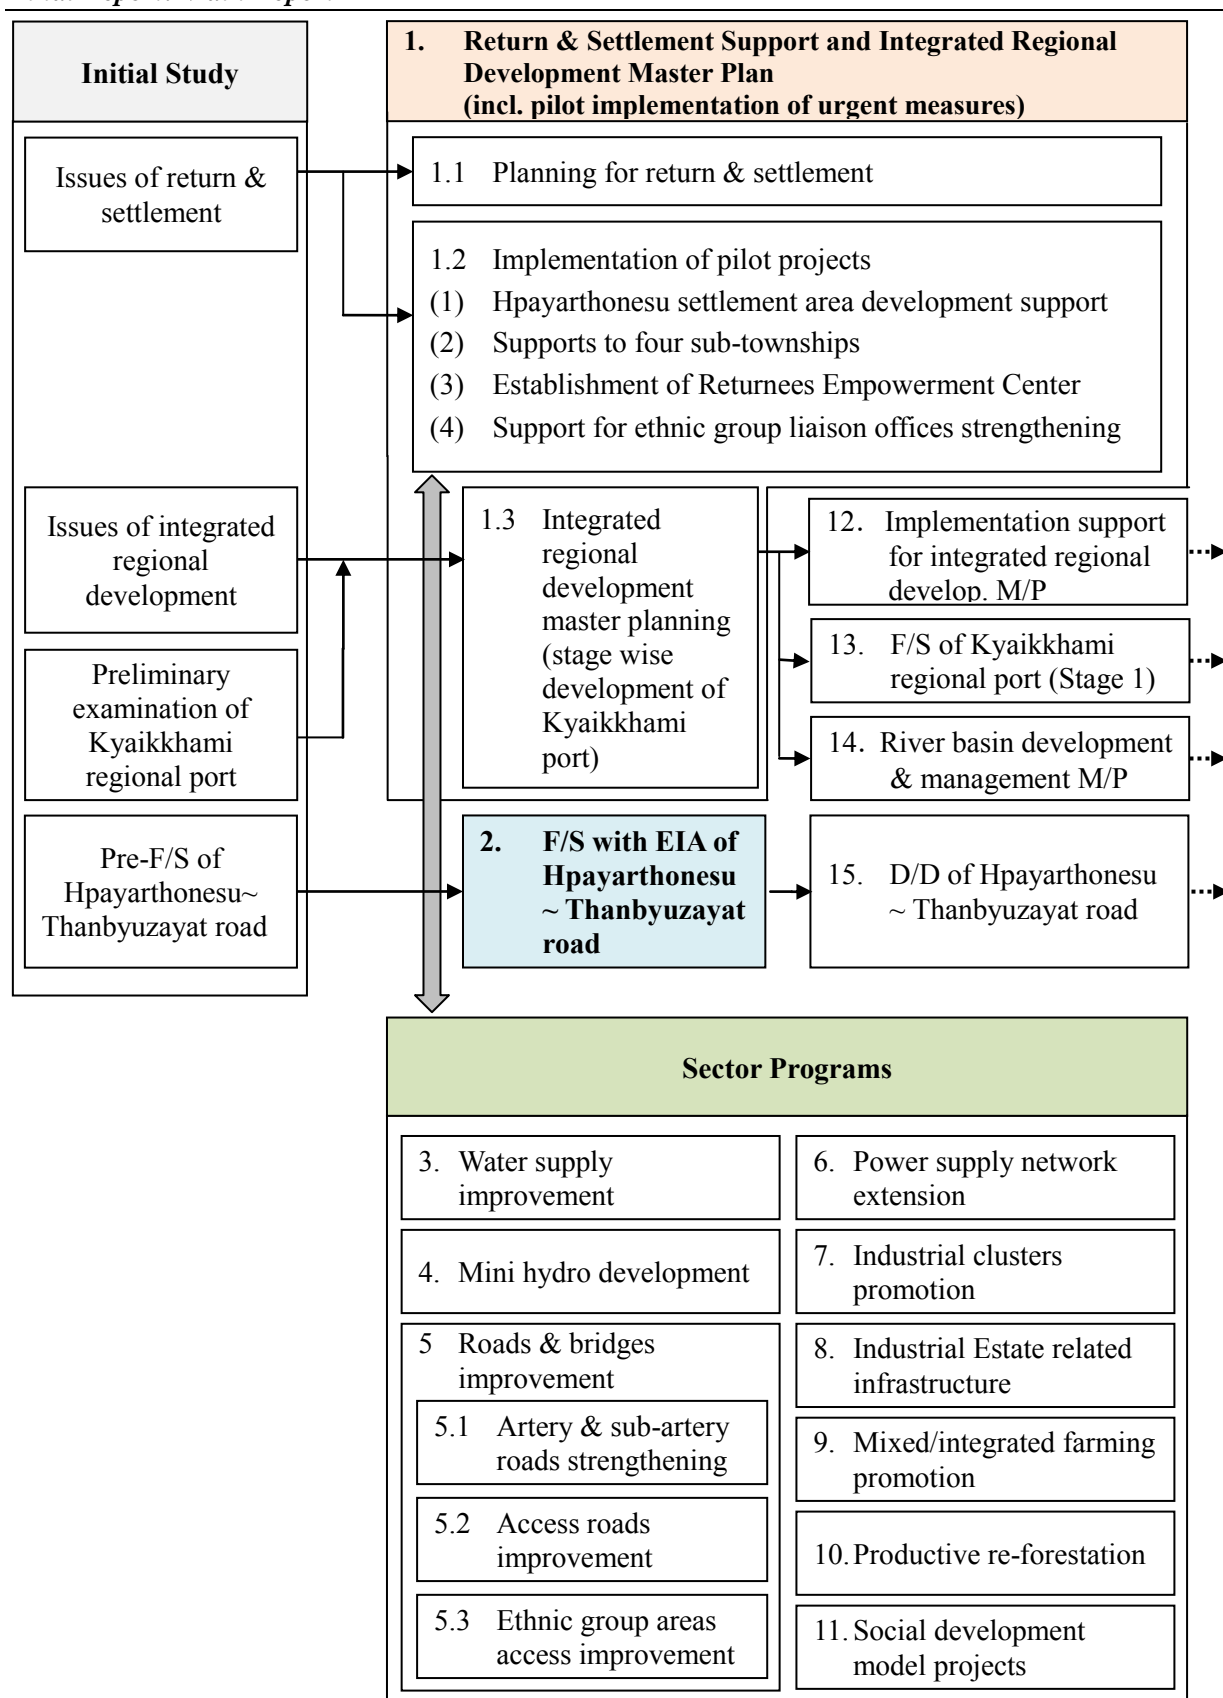 Initial Study
1. Return & Settlement Support and Integrated Regional
Development Master Plan
(incl. pilot implementation of urgent measures)
Issues of return &
settlement
1.1 Planning for return & settlement
1.2 Implementation of pilot projects
(1) Hpayarthonesu settlement area development support
(2) Supports to four sub-townships
(3) Establishment of Returnees Empowerment Center
(4) Support for ethnic group liaison offices strengthening
Issues of integrated
regional
development
Preliminary
examination of
Kyaikkhami
regional port
1.3 Integrated
regional
development
master planning
(stage wise
development of
Kyaikkhami
port)
12. Implementation support
for integrated regional
develop. M/P
13. F/S of Kyaikkhami
regional port (Stage 1)
14. River basin development
& management M/P
Pre-F/S of
Hpayarthonesu~
Thanbyuzayat road
2. F/S with EIA of
Hpayarthonesu
~ Thanbyuzayat
road
15. D/D of Hpayarthonesu
~ Thanbyuzayat road
Sector Programs
3. Water supply
improvement
4. Mini hydro development
5 Roads & bridges
improvement
5.1 Artery & sub-artery
roads strengthening
5.2 Access roads
improvement
5.3 Ethnic group areas
access improvement
6. Power supply network
extension
7. Industrial clusters
promotion
8. Industrial Estate related
infrastructure
9. Mixed/integrated farming
promotion
10. Productive re-forestation
11. Social development
model projects